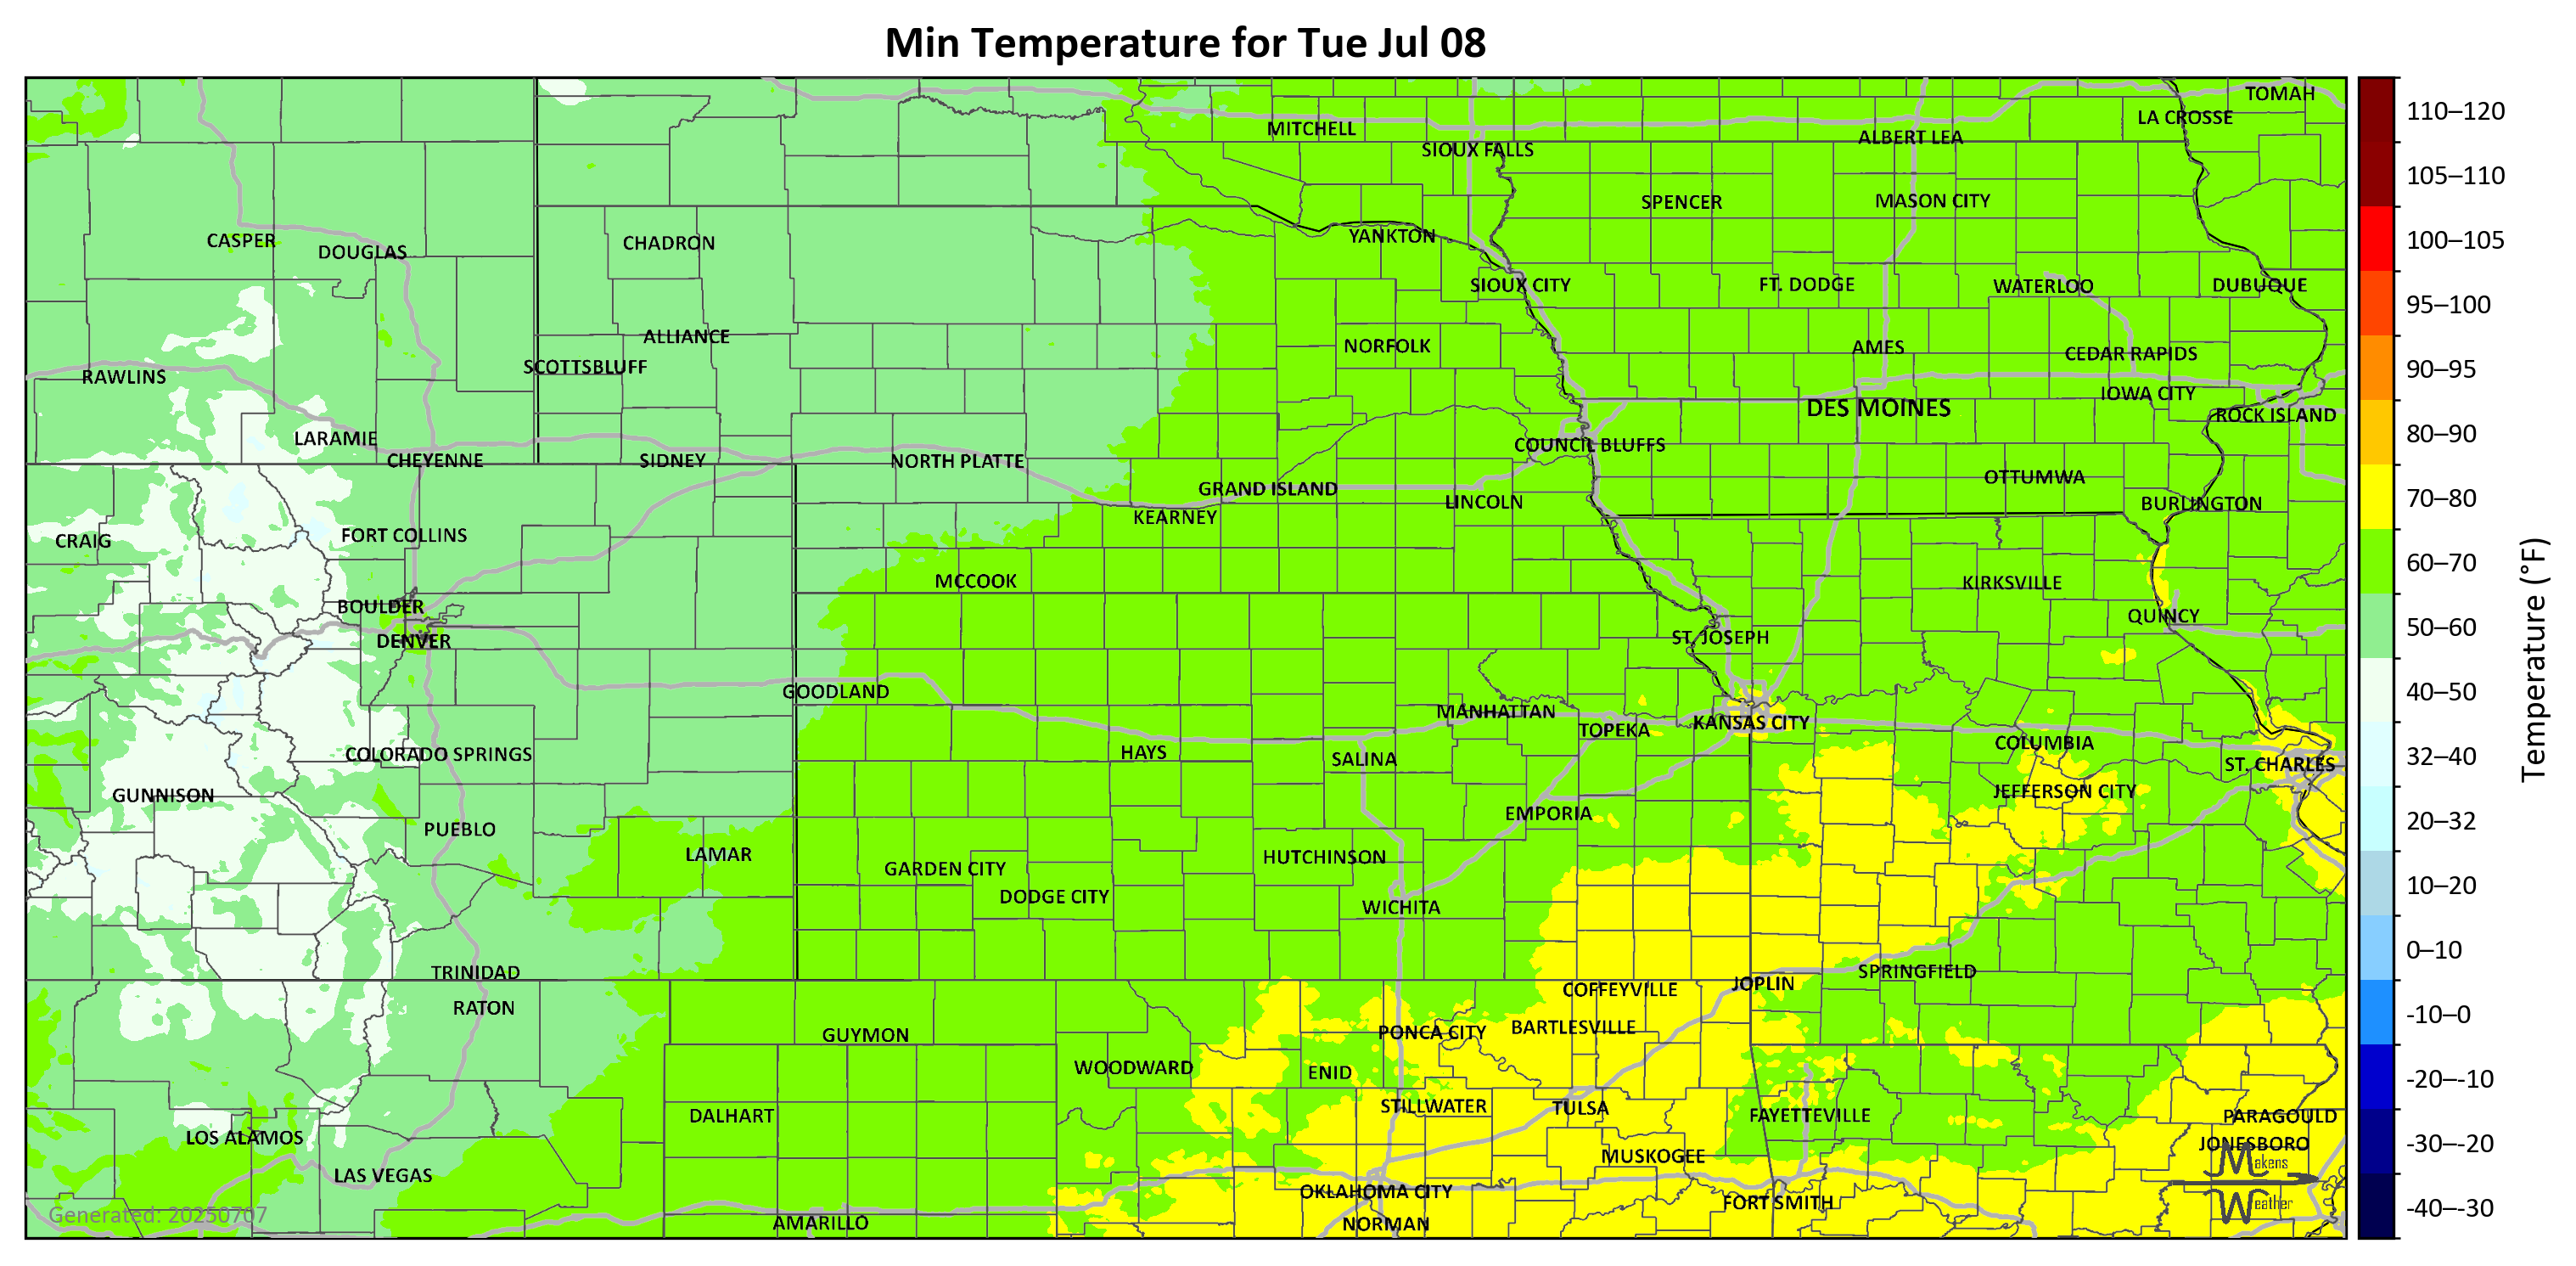 Min Temperature for Tue Jul 08
TOMAH
LA CROSSE
MITCHELL
ALBERT LEA
SIOUX FALLS
SPENCER
MASON CITY
CASPER
DOUGLAS
CHADRON
YANKTON
SIOUX CITY
FT. DODGE
WATERLOO
DUBUQUE
ALLIANCE
NORFOLK
AMES
CEDAR RAPIDS
SCOTTSBLUFF
RAWLINS
IOWA CITY
DES MOINES
ROCK ISLAND
LARAMIE
COUNCIL BLUFFS
CHEYENNE
SIDNEY
NORTH PLATTE
OTTUMWA
GRAND ISLAND
LINCOLN
BURLINGTON
KEARNEY
FORT COLLINS
CRAIG
MCCOOK
KIRKSVILLE
BOULDER
QUINCY
DENVER
ST. JOSEPH
GOODLAND
MANHATTAN
TOPEKA
KANSAS CITY
COLUMBIA
COLORADO SPRINGS
HAYS
SALINA
ST. CHARLES
GUNNISON
JEFFERSON CITY
EMPORIA
PUEBLO
LAMAR
HUTCHINSON
GARDEN CITY
DODGE CITY
WICHITA
TRINIDAD
SPRINGFIELD
JOPLIN
COFFEYVILLE
RATON
GUYMON
PONCA CITY
BARTLESVILLE
WOODWARD
ENID
DALHART
STILLWATER
TULSA
FAYETTEVILLE
PARAGOULD
LOS ALAMOS
JONESBORO
MUSKOGEE
LAS VEGAS
OKLAHOMA CITY
FORT SMITH
AMARILLO
NORMAN
Makens
Weather
Generated: 20250707
110–120
105–110
100–105
95–100
90–95
80–90
70–80
60–70
50–60
40–50
32–40
20–32
10–20
0–10
-10–0
-20–-10
-30–-20
-40–-30
Temperature (°F)